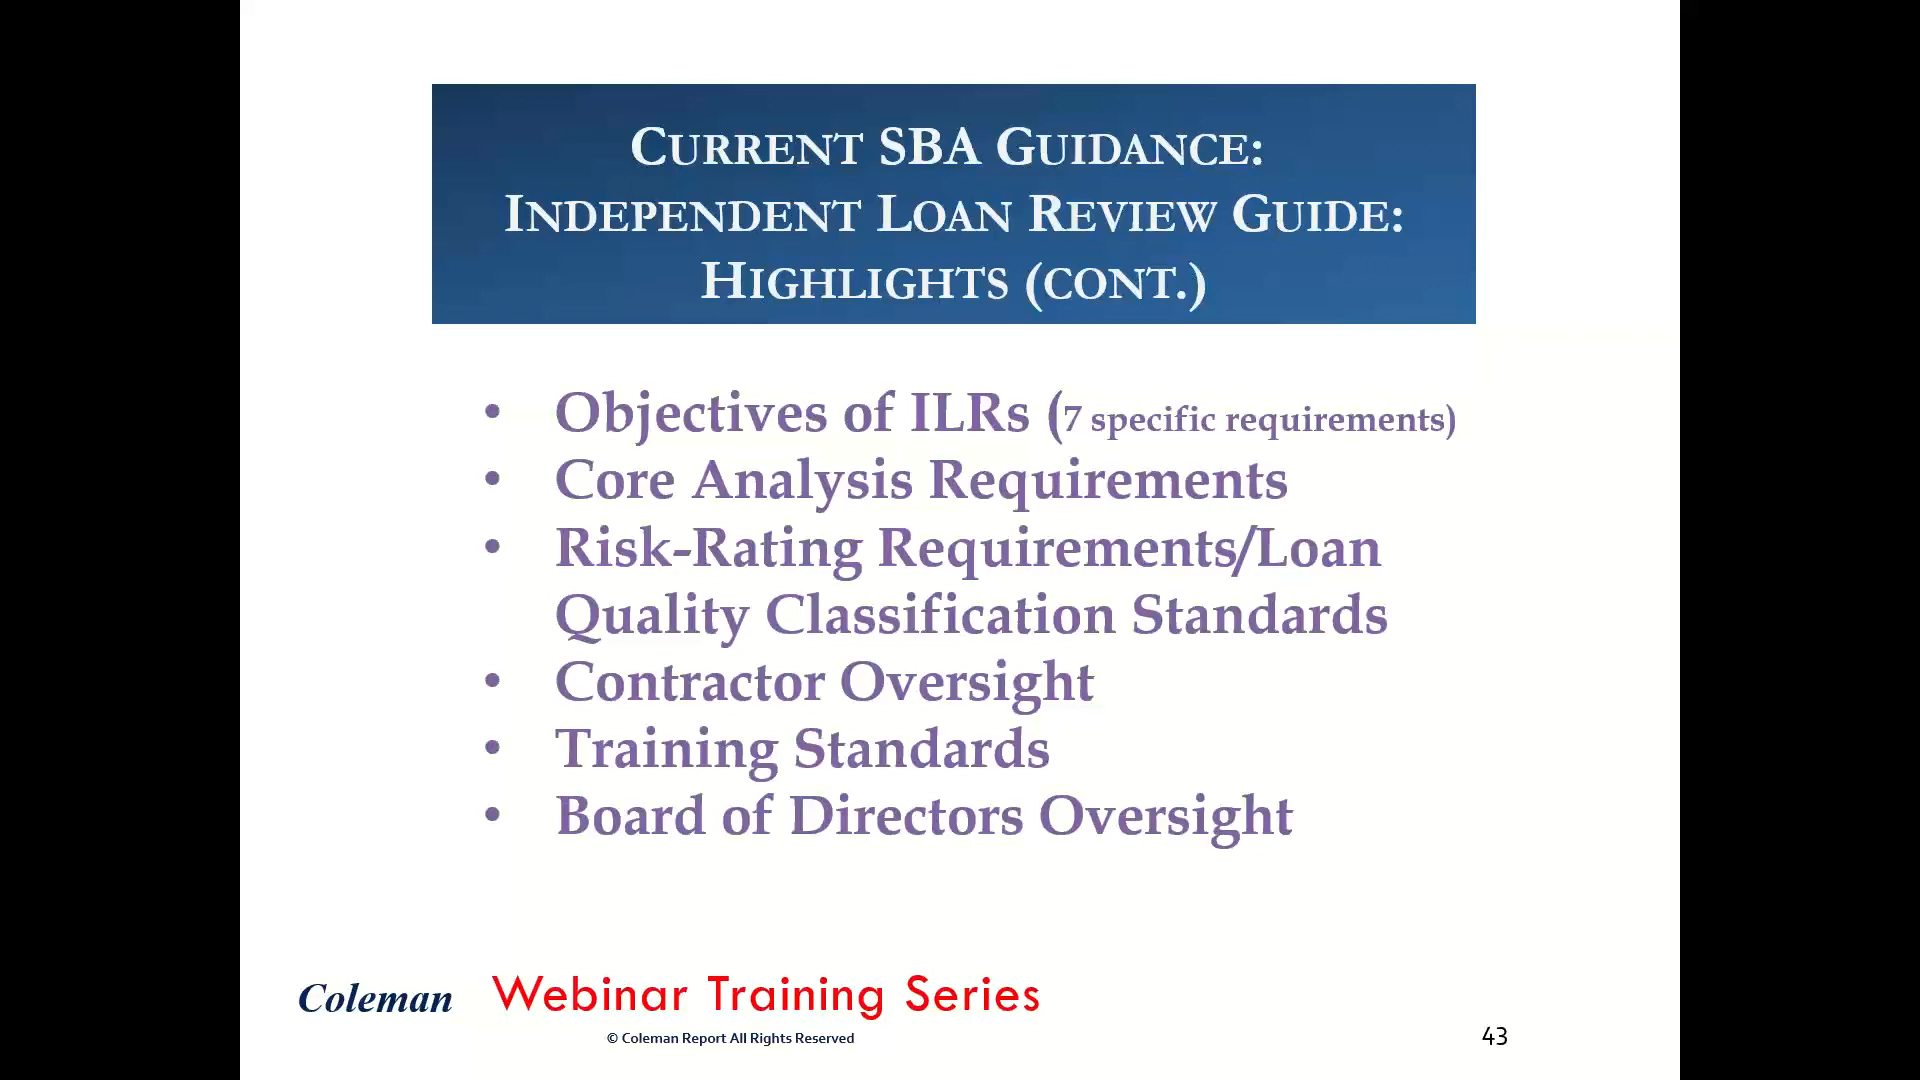 CURRENT SBA GUIDANCE:
INDEPENDENT LOAN REVIEW GUIDE:
HIGHLIGHTS (CONT.)
• Objectives of ILRs (7 specific requirements)
• Core Analysis Requirements
• Risk-Rating Requirements/Loan
Quality Classification Standards
• Contractor Oversight
• Training Standards
• Board of Directors Oversight
Coleman Webinar Training Series
© Coleman Report All Rights Reserved
43